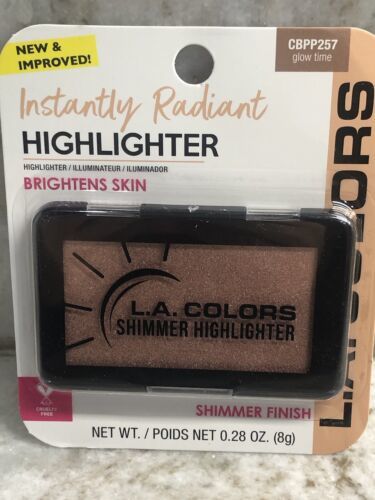 NEW &
IMPROVED!
CBPP257
glow time
Instantly Radiant
HIGHLIGHTER
HIGHLIGHTER / ILLUMINATEUR / ILUMINADOR
BRIGHTENS SKIN
L.A. COLORS
L.A. COLORS
SHIMMER HIGHLIGHTER
CRUELTY
FREE
SHIMMER FINISH
NET WT. / POIDS NET 0.28 OZ. (8g)